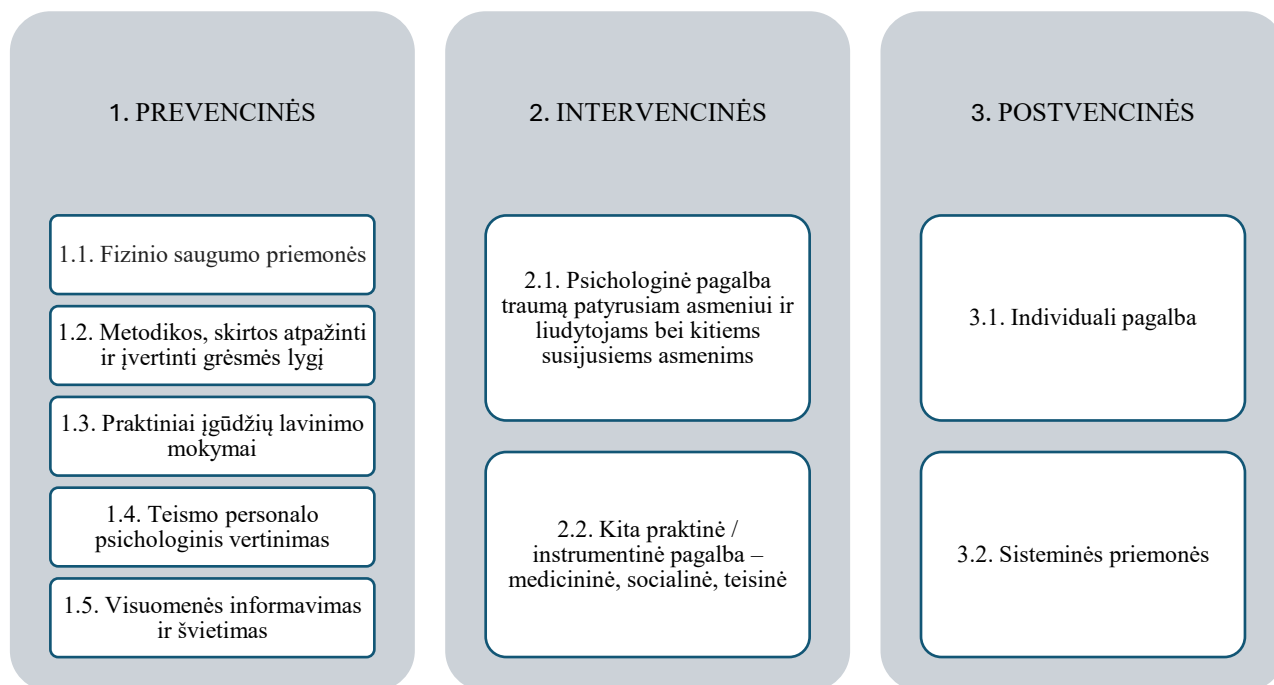 1. PREVENCINĖS
1.1. Fizinio saugumo priemonės
1.2. Metodikos, skirtos atpažinti
ir įvertinti grėsmės lygį
1.3. Praktiniai įgūdžių lavinimo
mokymai
1.4. Teismo personalo
psichologinis vertinimas
1.5. Visuomenės informavimas
ir švietimas
2. INTERVENCINĖS
2.1. Psichologinė pagalba
traumą patyrusiam asmeniui ir
liudytojams bei kitiems
susijusiems asmenims
2.2. Kita praktinė /
instrumentinė pagalba –
medicininė, socialinė, teisinė
3. POSTVENCINĖS
3.1. Individuali pagalba
3.2. Sisteminės priemonės